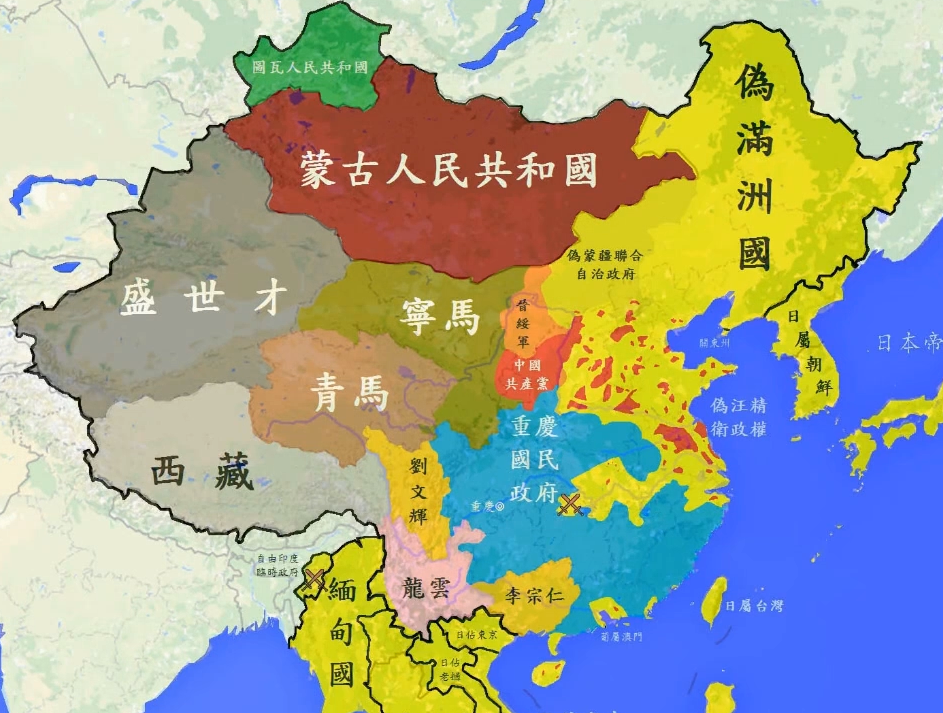 圖瓦人民共和國
蒙古人民共和國
偽滿洲國
偽蒙疆聯合
自治政府
盛世才
寧馬
晉綏軍
中國
共產黨
關東州
日屬朝鮮
日本帝
青馬
偽汪精
衛政權
西藏
劉文輝
重慶
國民
政府
重慶
自由印度
臨時政府
緬甸國
龍雲
李宗仁
日屬台灣
葡屬澳門
日佔東京
日佔
老撾